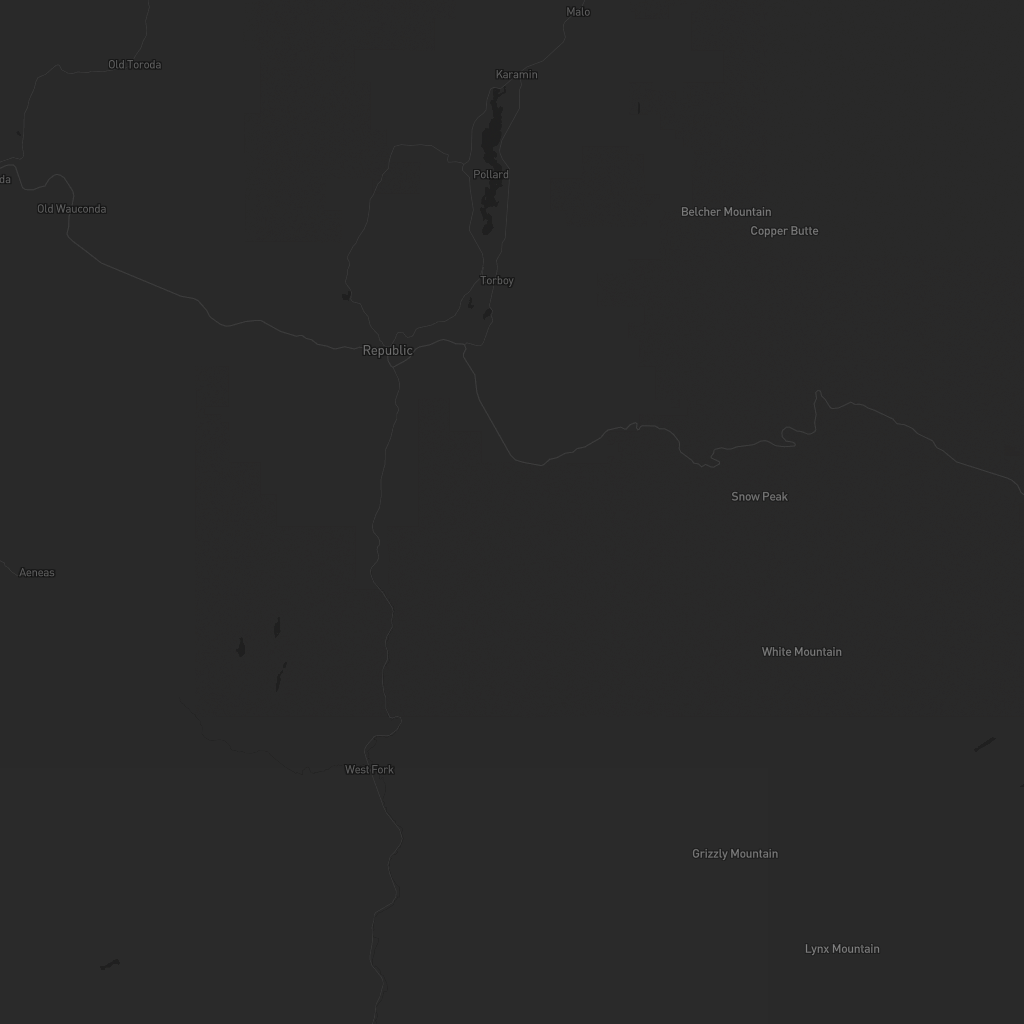 Malo
Old Toroda
Karamin
Pollard
da
Old Wauconda
Belcher Mountain
Copper Butte
Torboy
Republic
Snow Peak
Aeneas
White Mountain
West Fork
Grizzly Mountain
Lynx Mountain